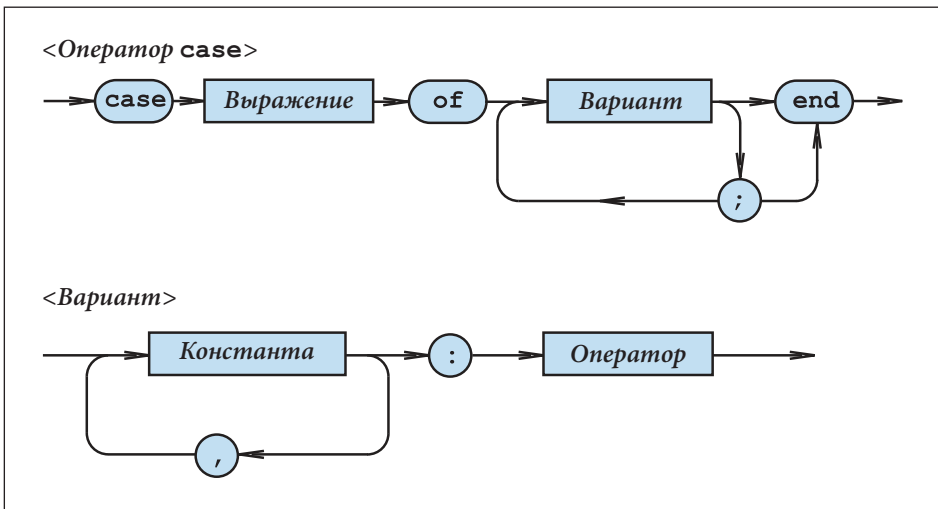 <Оператор case>
case Выражение of Вариант end
;
<Вариант>
Константа : Оператор
,